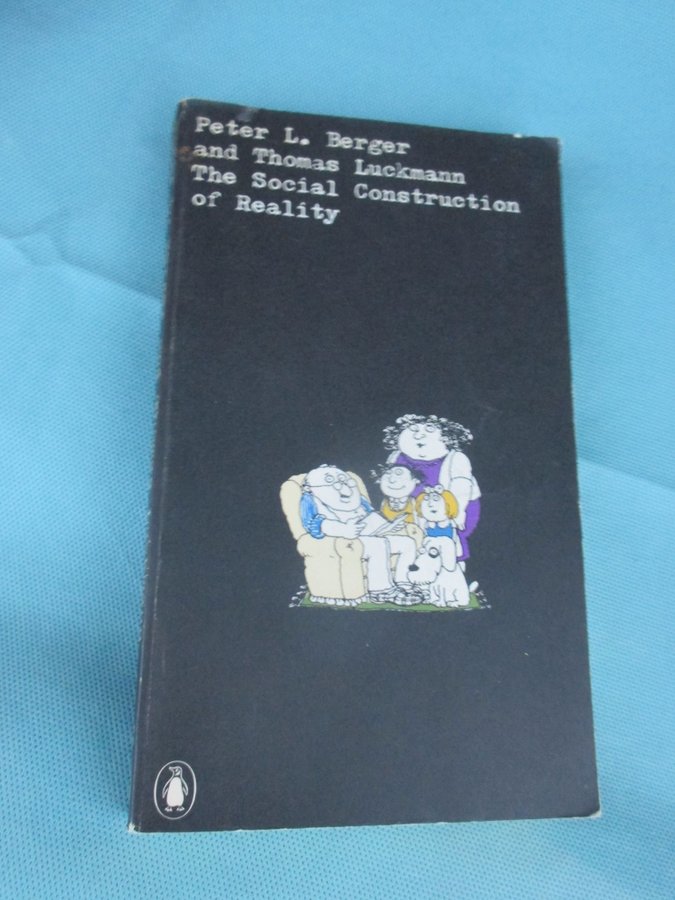 Peter L. Berger
and Thomas Luckmann
The Social Construction
of Reality